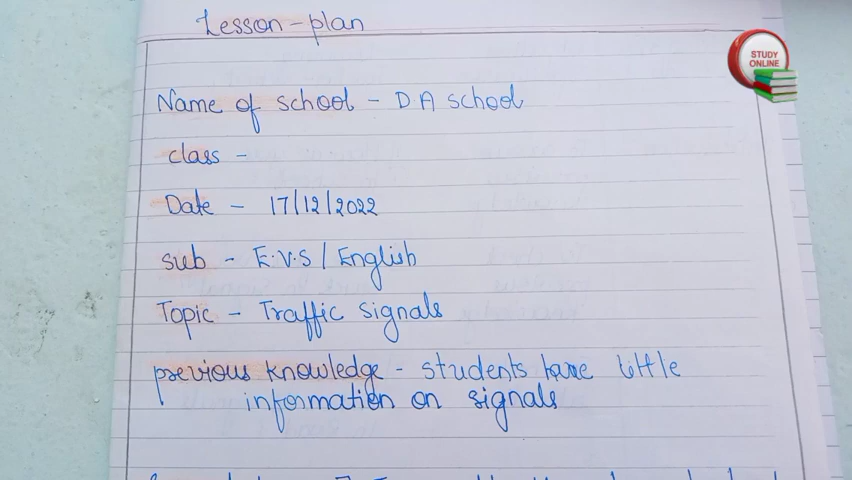 Lesson-plan
STUDY
ONLINE
Name of school - D.A school
class -
Date - 17/12/2022
sub - E.V.S / English
Topic - Traffic signals
previous knowledge - students have little
information on signals